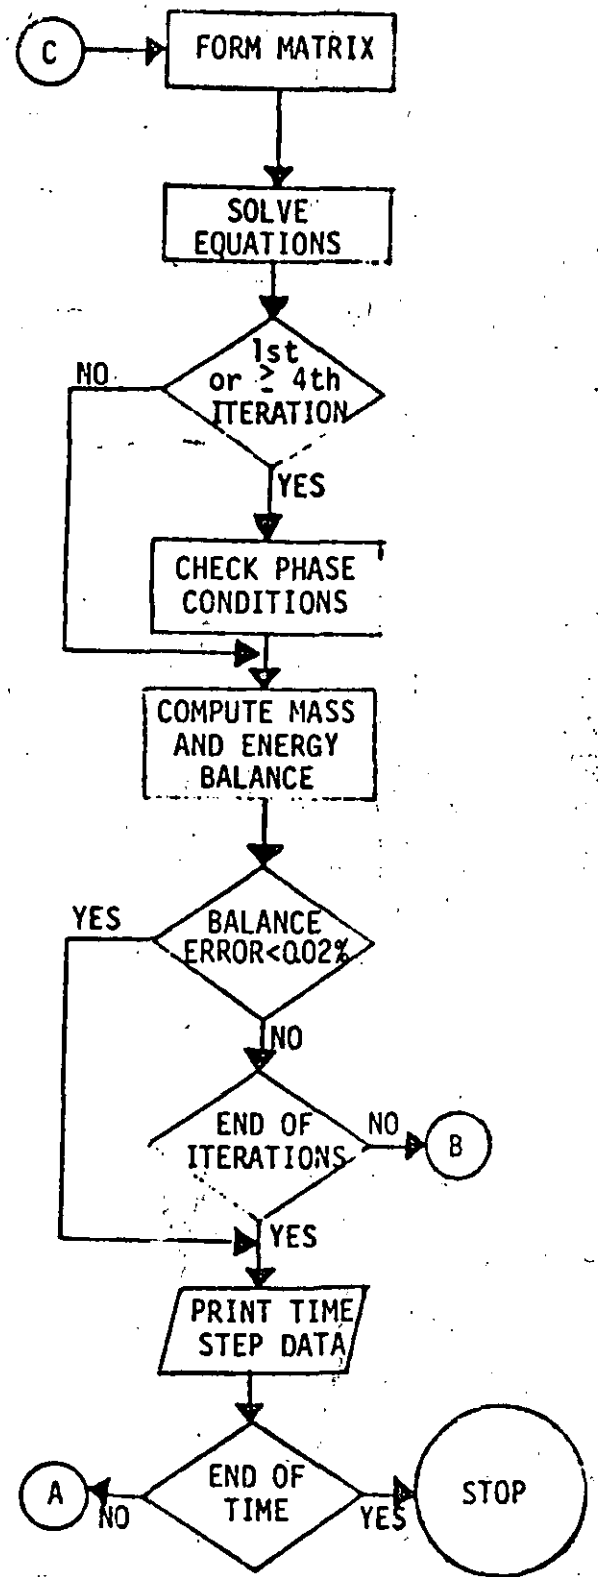 C
FORM MATRIX
SOLVE
EQUATIONS
1st
or ≥ 4th
ITERATION
NO
YES
CHECK PHASE
CONDITIONS
COMPUTE MASS
AND ENERGY
BALANCE
BALANCE
ERROR<0.02%
YES
NO
END OF
ITERATIONS
NO
B
YES
PRINT TIME
STEP DATA
A
NO
END OF
TIME
YES
STOP